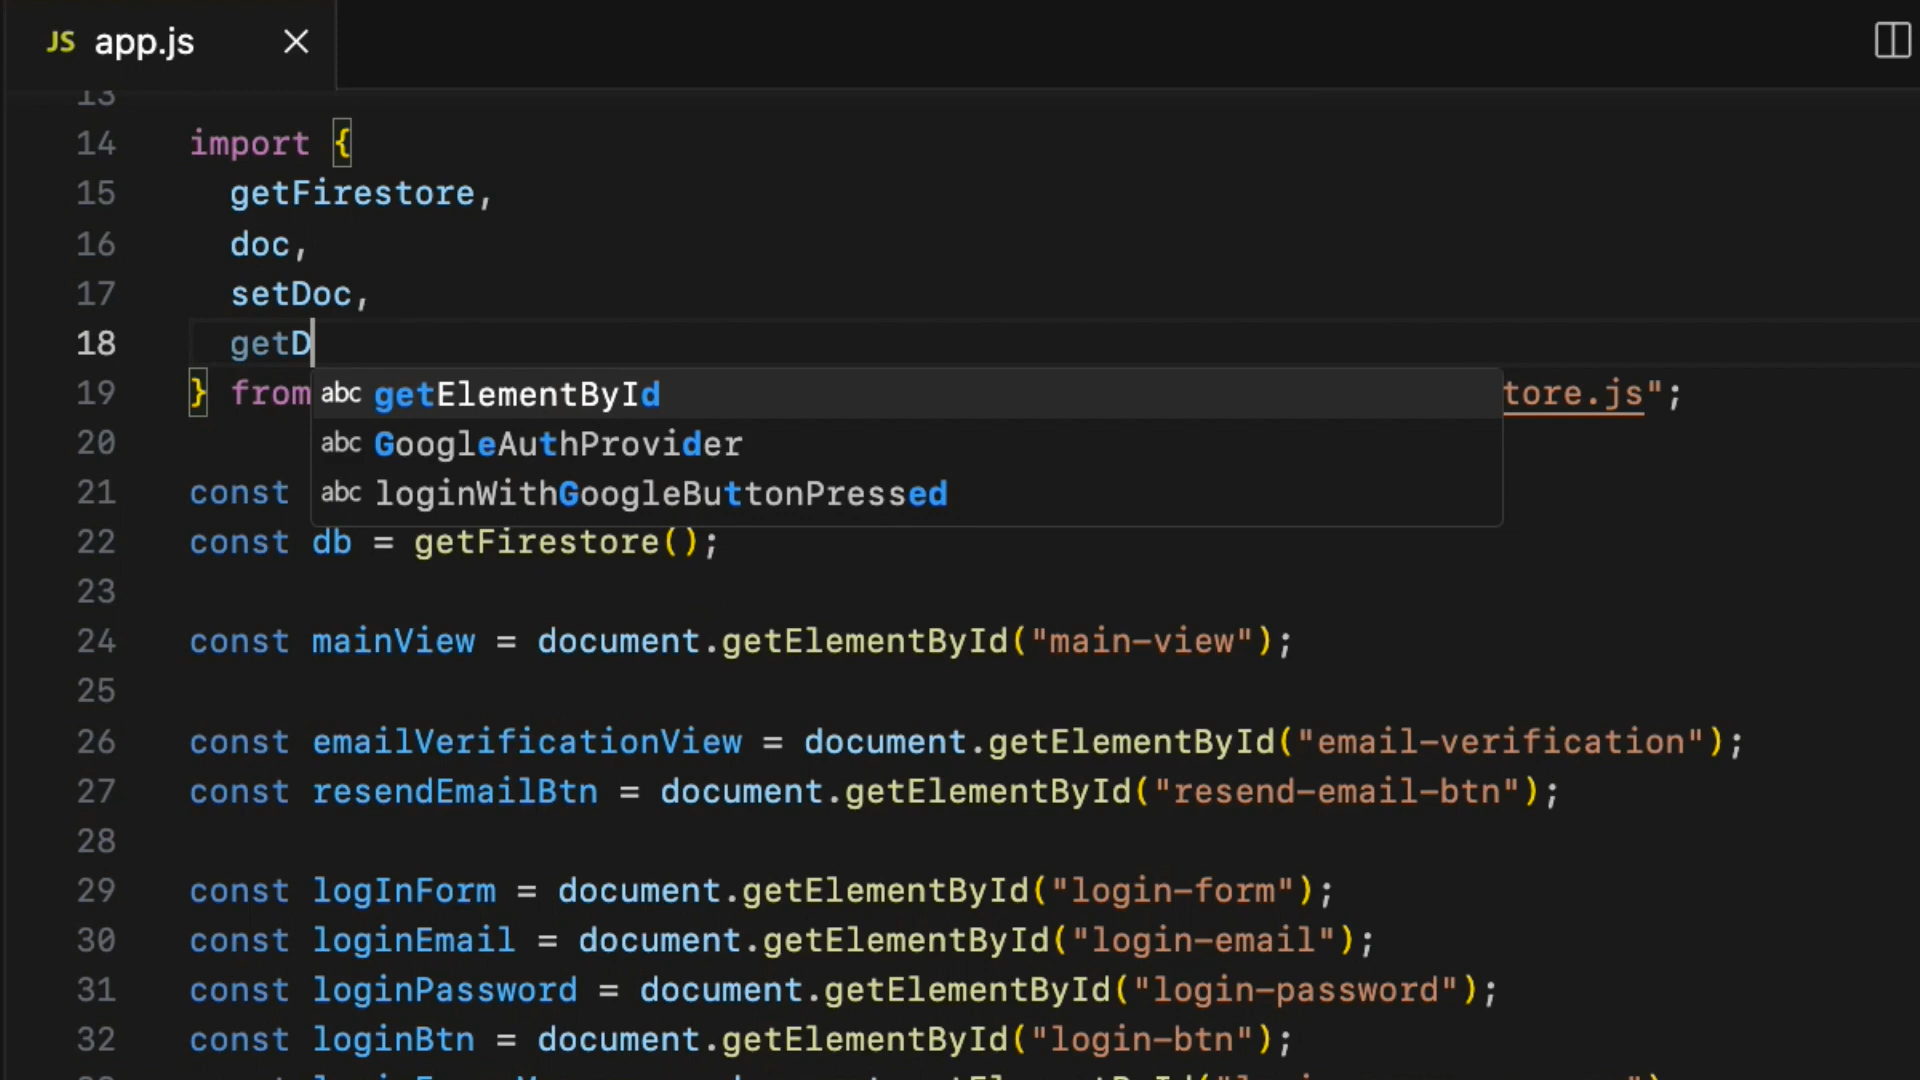 JS app.js
13
14 import {
15 getFirestore,
16 doc,
17 setDoc,
18 getD
19 } from tore.js";
abc getElementById
20
abc GoogleAuthProvider
21 const
abc loginWithGoogleButtonPressed
22 const db = getFirestore();
23
24 const mainView = document.getElementById("main-view");
25
26 const emailVerificationView = document.getElementById("email-verification");
27 const resendEmailBtn = document.getElementById("resend-email-btn");
28
29 const logInForm = document.getElementById("login-form");
30 const loginEmail = document.getElementById("login-email");
31 const loginPassword = document.getElementById("login-password");
32 const loginBtn = document.getElementById("login-btn");